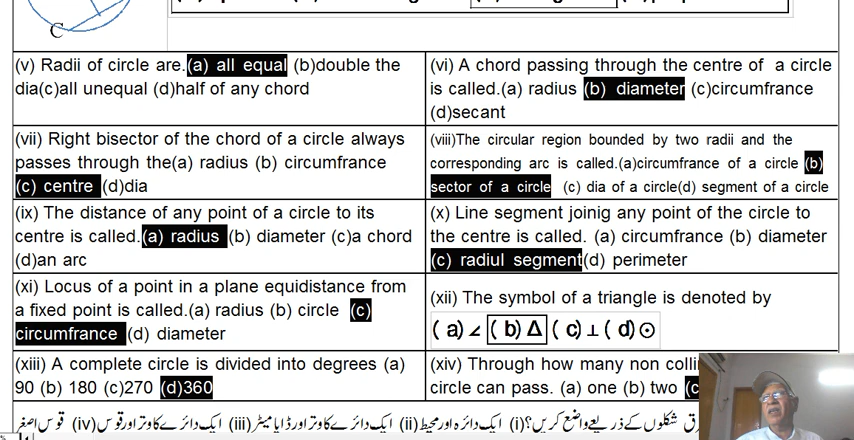 C
(v) Radii of circle are.(a) all equal (b)double the
dia(c)all unequal (d)half of any chord
(vi) A chord passing through the centre of a circle
is called.(a) radius (b) diameter (c)circumfrance
(d)secant
(vii) Right bisector of the chord of a circle always
passes through the(a) radius (b) circumfrance
(c) centre (d)dia
(viii)The circular region bounded by two radii and the
corresponding arc is called.(a)circumfrance of a circle (b)
sector of a circle (c) dia of a circle(d) segment of a circle
(ix) The distance of any point of a circle to its
centre is called.(a) radius (b) diameter (c)a chord
(d)an arc
(x) Line segment joinig any point of the circle to
the centre is called. (a) circumfrance (b) diameter
(c) radiul segment(d) perimeter
(xi) Locus of a point in a plane equidistance from
a fixed point is called.(a) radius (b) circle (c)
circumfrance (d) diameter
(xii) The symbol of a triangle is denoted by
( a) ∠ ( b) Δ ( c) ⊥ ( d) ⊙
(xiii) A complete circle is divided into degrees (a)
90 (b) 180 (c)270 (d)360
(xiv) Through how many non colli
circle can pass. (a) one (b) two (c
شکلوں کے ذریعے واضع کریں؟(i) ایک دائرہ اور محیط(ii) ایک دائرے کا وتر اور ڈایا میٹر(iii) ایک دائرے کا وتر اور قوس(iv) قوس اصغر